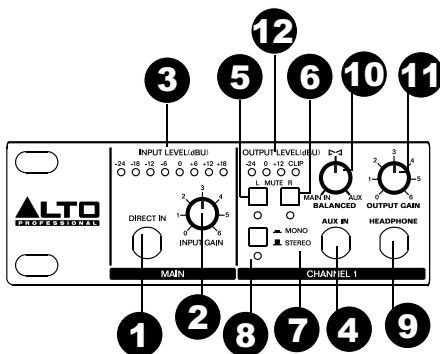 12
3
5
6
10
11
INPUT LEVEL(dBU)
OUTPUT LEVEL(dBU)
-24 -18 -12 -6 0 +6 +12 +18
-24 0 +12 CLIP
L MUTE R
MAIN IN AUX
BALANCED
0 1 2 3 4 5 6
OUTPUT GAIN
ALTO
PROFESSIONAL
DIRECT IN
0 1 2 3 4 5 6
INPUT GAIN
MONO
STEREO
AUX IN
HEADPHONE
MAIN
CHANNEL 1
1
2
8
7
4
9